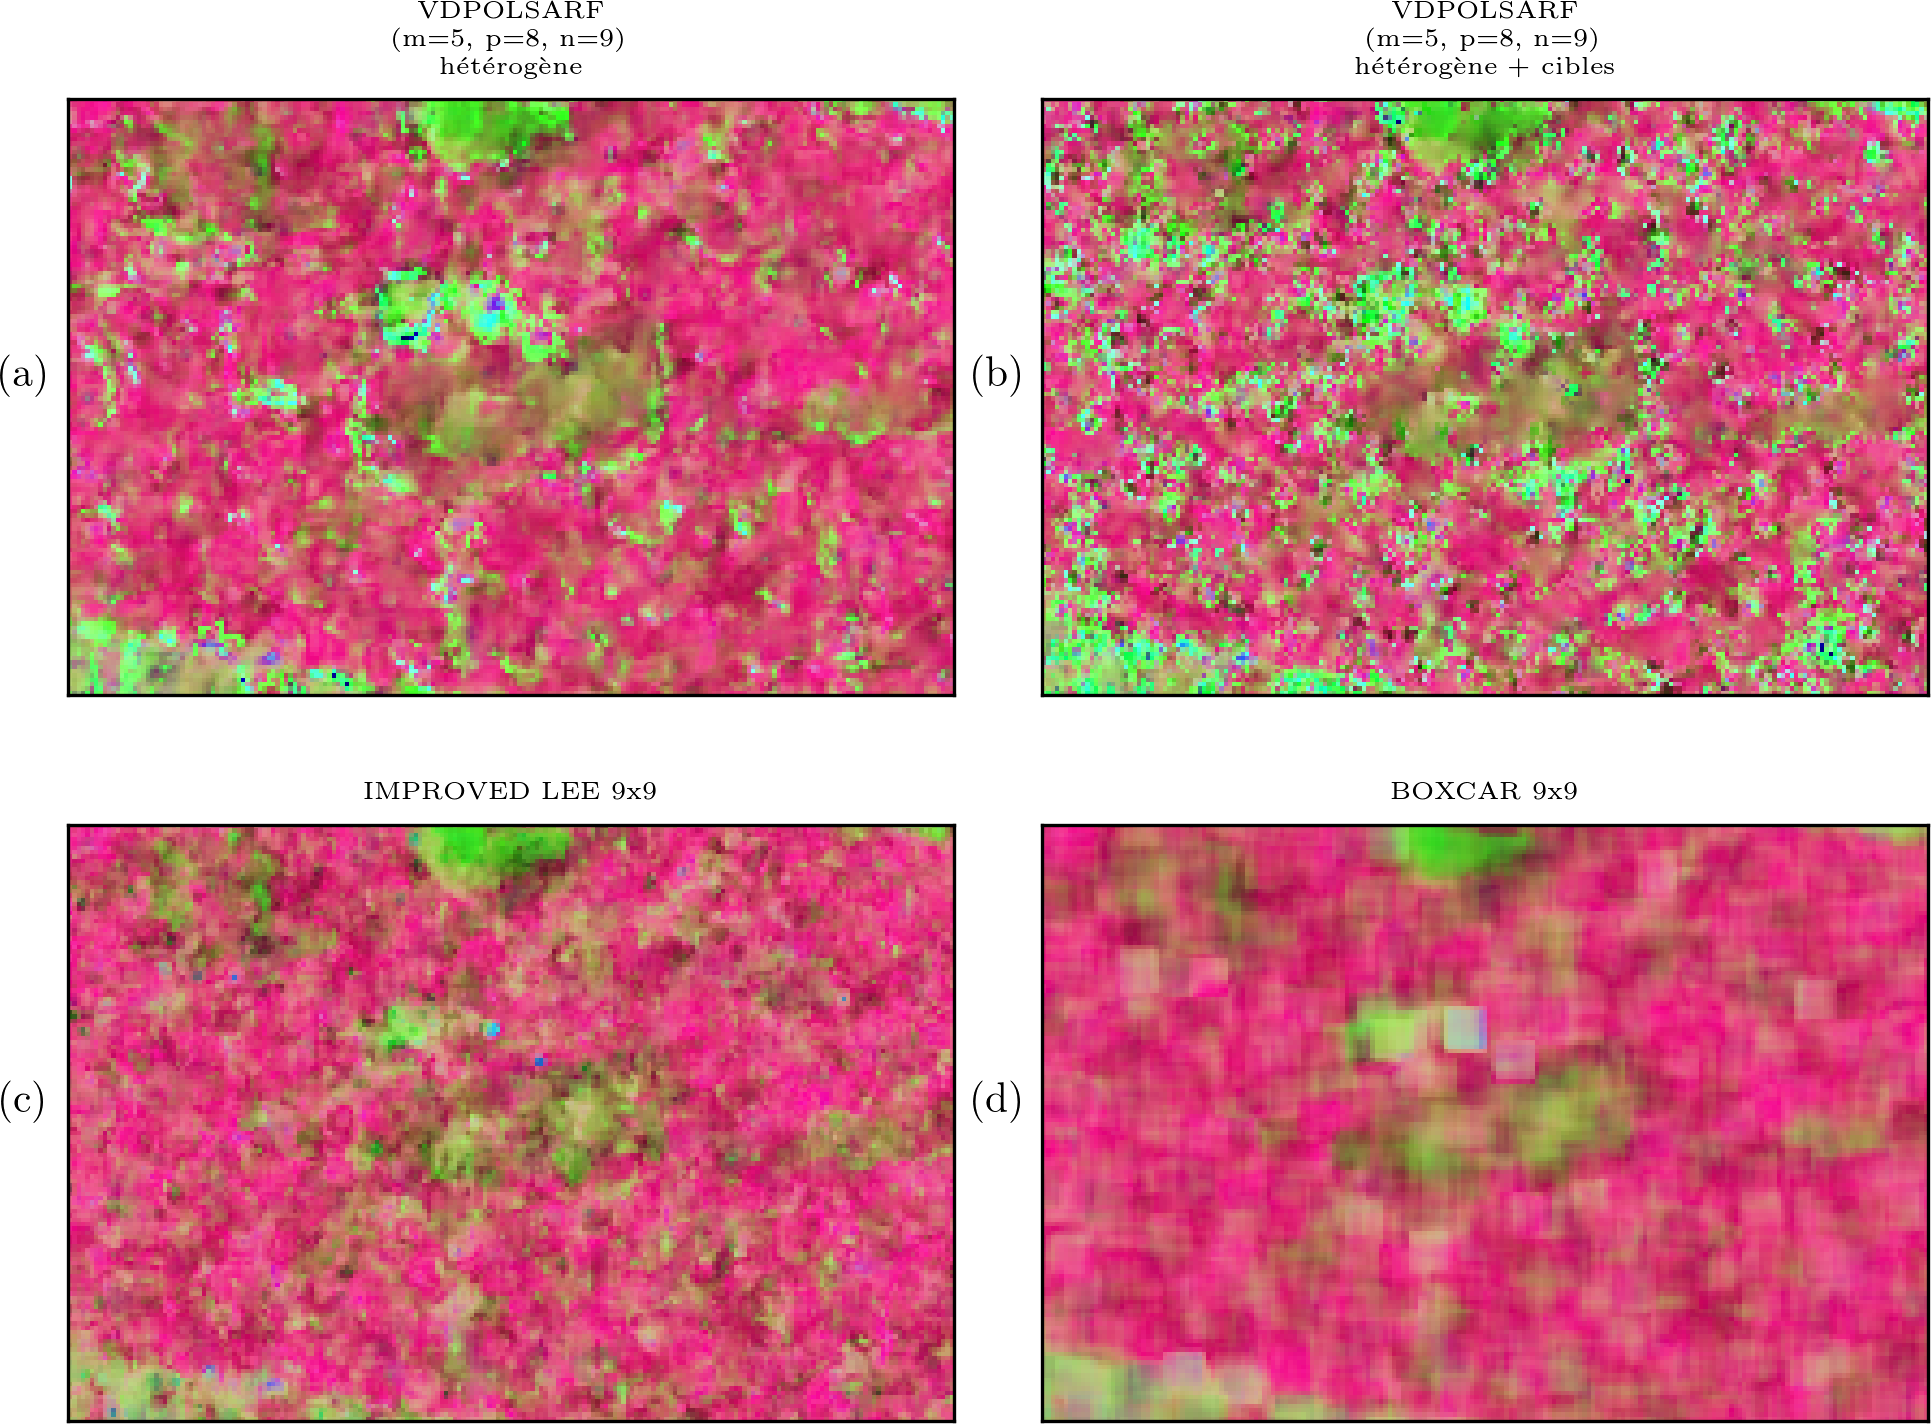 VDPOLSARF
(m=5, p=8, n=9)
hétérogène
VDPOLSARF
(m=5, p=8, n=9)
hétérogène + cibles
(a)
(b)
IMPROVED LEE 9x9
BOXCAR 9x9
(c)
(d)